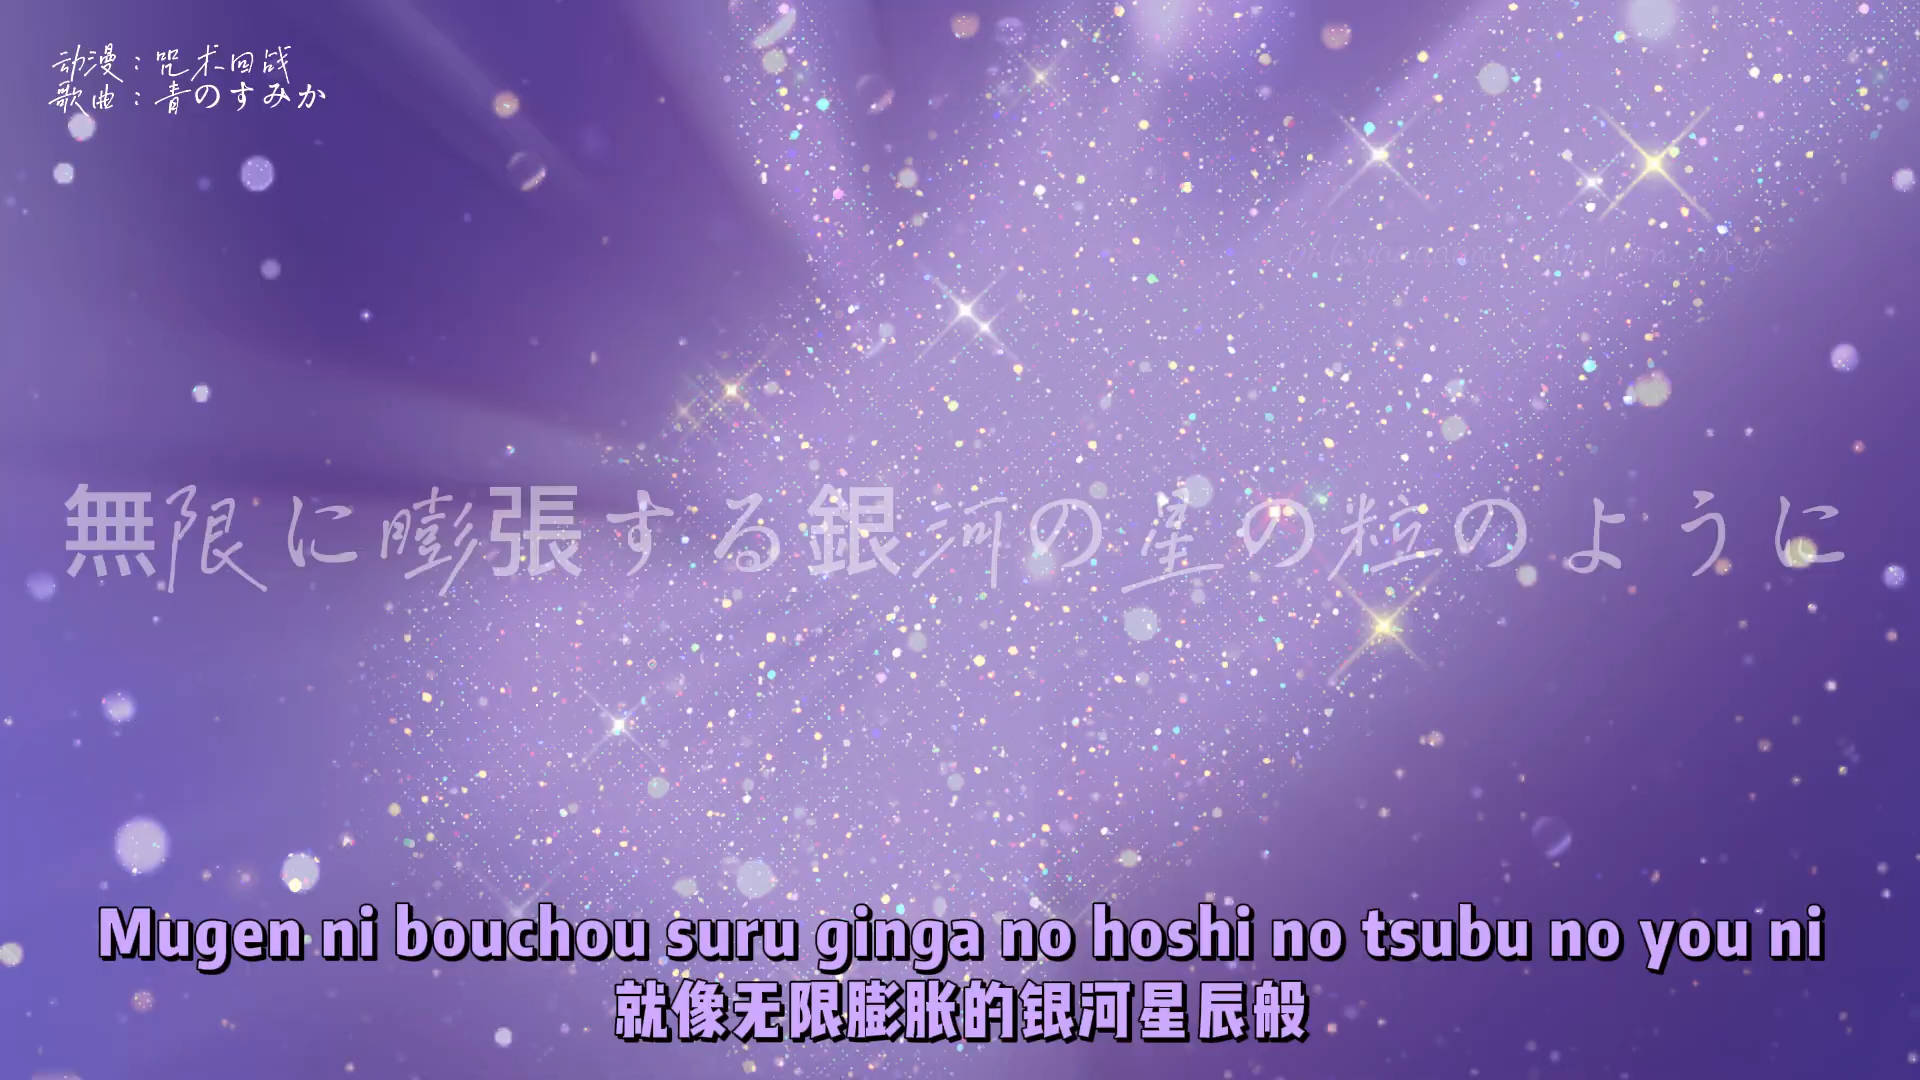 动漫：咒术回战
歌曲：青のすみか
無限に膨張する銀河の星の粒のように
Mugen ni bouchou suru ginga no hoshi no tsubu no you ni
就像无限膨胀的银河星辰般